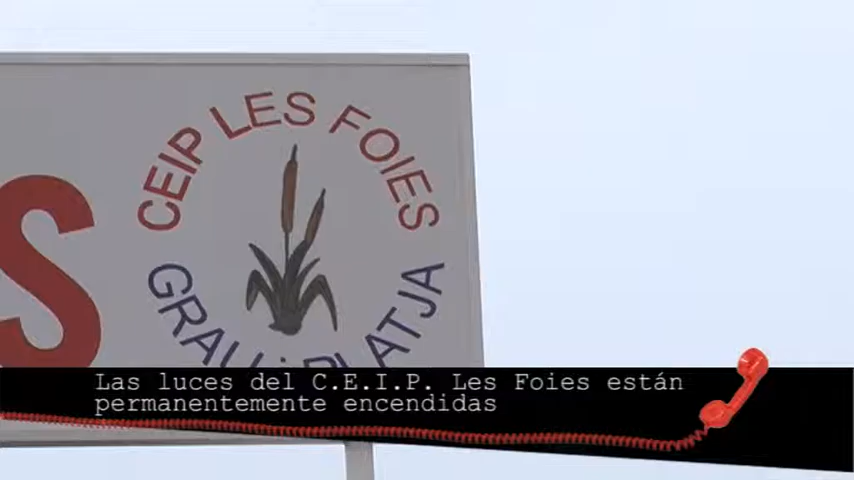 S
CEIP LES FOIES
GRAU i PLATJA
Las luces del C.E.I.P. Les Foies están
permanentemente encendidas